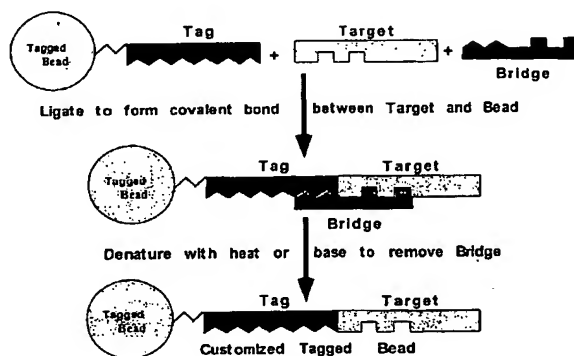 Tag Target
Tagged Bead + + Bridge
Ligate to form covalent bond between Target and Bead
Tag Target
Tagged Bead
Bridge
Denature with heat or base to remove Bridge
Tag Target
Tagged Bead
Customized Tagged Bead